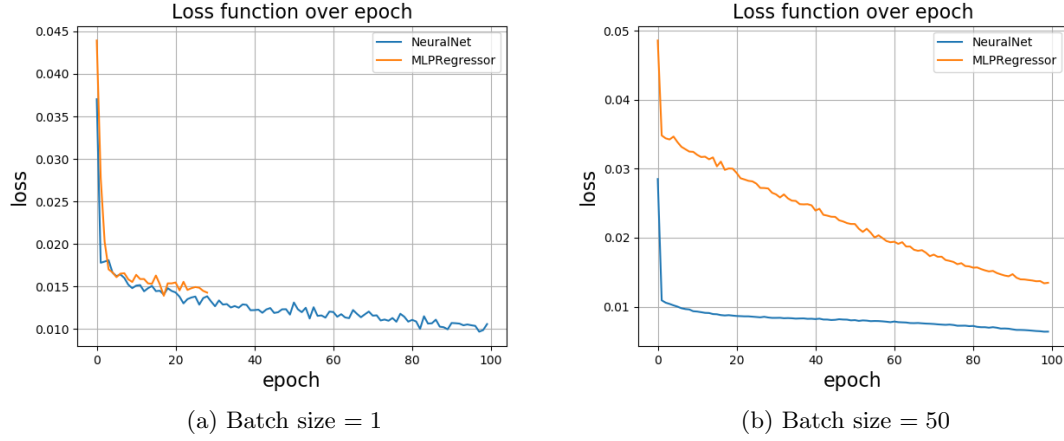 Loss function over epoch
0.045
0.040
0.035
0.030
0.025
0.020
0.015
0.010
loss
NeuralNet
MLPRegressor
0 20 40 60 80 100
epoch
(a) Batch size = 1
Loss function over epoch
0.05
0.04
0.03
0.02
0.01
loss
NeuralNet
MLPRegressor
0 20 40 60 80 100
epoch
(b) Batch size = 50